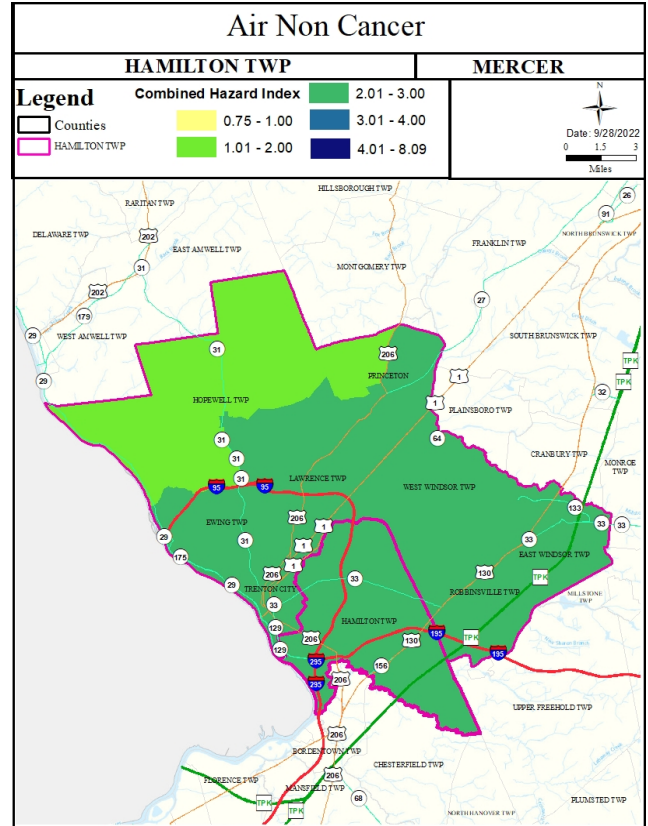 Air Non Cancer
HAMILTON TWP
MERCER
Legend
Counties
HAMILTON TWP
Combined Hazard Index
0.75 - 1.00
1.01 - 2.00
2.01 - 3.00
3.01 - 4.00
4.01 - 8.09
N
Date: 9/28/2022
0 1.5 3
Miles
HILLSBOROUGH TWP
26
RARITAN TWP
91
DELAWARE TWP
202
NORTH BRUNSWICK TWP
EAST AMWELL TWP
FRANKLIN TWP
31
MONTGOMERY TWP
202
27
179
29
WEST AMWELL TWP
SOUTH BRUNSWICK TWP
31
206
TPK
29
PRINCETON
1
TPK
32
HOPEWELL TWP
1
PLAINSBORO TWP
31
64
31
CRANBURY TWP
MONROE
TWP
31
LAWRENCE TWP
95
95
WEST WINDSOR TWP
133
206
EWING TWP
1
33
33
29
31
1
33
EAST WINDSOR TWP
175
1
206
33
130
TPK
29
TRENTON CITY
ROBBINSVILLE TWP
MILLSTONE
TWP
33
HAMILTON TWP
129
206
130
195
TPK
129
295
156
195
295
206
UPPER FREEHOLD TWP
206
BORDENTOWN TWP
CHESTERFIELD TWP
206
FLORENCE TWP
MANSFIELD TWP
68
TPK
TPK
PLUMSTED TWP
NORTH HANOVER TWP